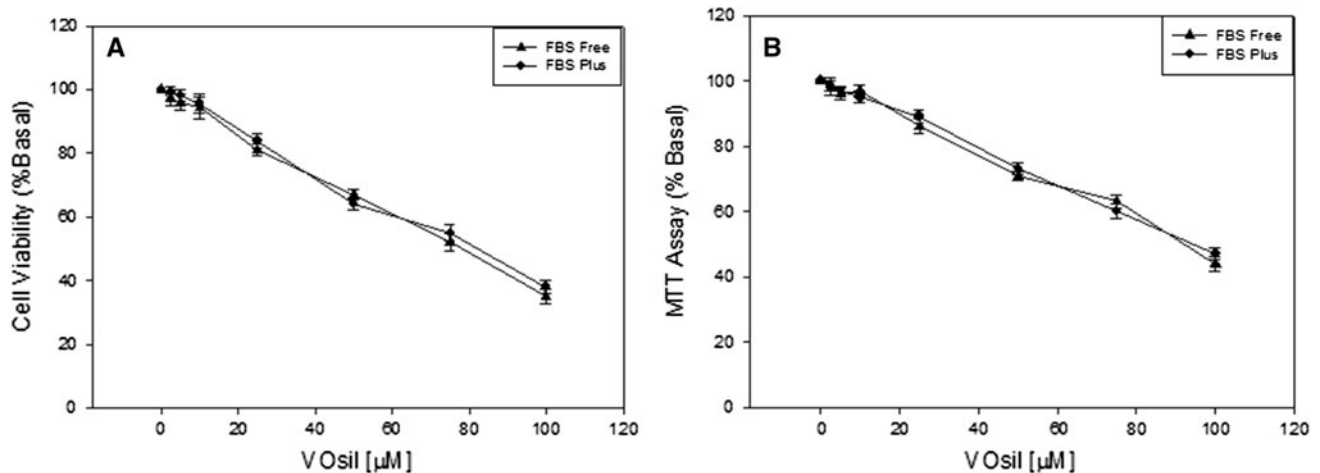 A
FBS Free
FBS Plus
Cell Viability (%Basal)
120
100
80
60
40
20
0
0 20 40 60 80 100 120
VOsil [µM]
B
FBS Free
FBS Plus
MTT Assay (% Basal)
120
100
80
60
40
20
0
0 20 40 60 80 100 120
VOsil [µM]